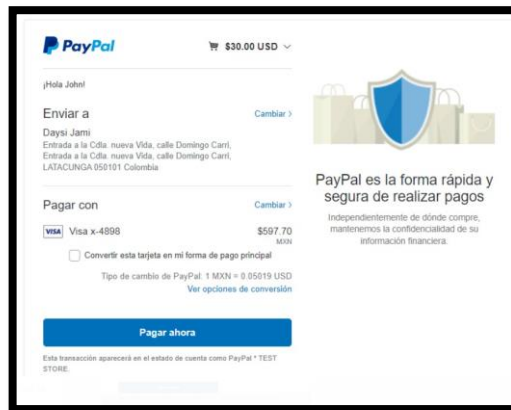 PayPal
$30.00 USD
¡Hola John!
Enviar a
Cambiar
Daysi Jami
Entrada a la Cdla. nueva Vida, calle Domingo Carri,
Entrada a la Cdla. nueva Vida, calle Domingo Carri,
LATACUNGA 050101 Colombia
Pagar con
Cambiar
VISA Visa x-4898
$597.70
MXN
Convertir esta tarjeta en mi forma de pago principal
Tipo de cambio de PayPal: 1 MXN = 0.05019 USD
Ver opciones de conversión
Pagar ahora
Esta transacción aparecerá en el estado de cuenta como PayPal * TEST
STORE.
PayPal es la forma rápida y
segura de realizar pagos
Independientemente de dónde compre,
mantenemos la confidencialidad de su
información financiera.